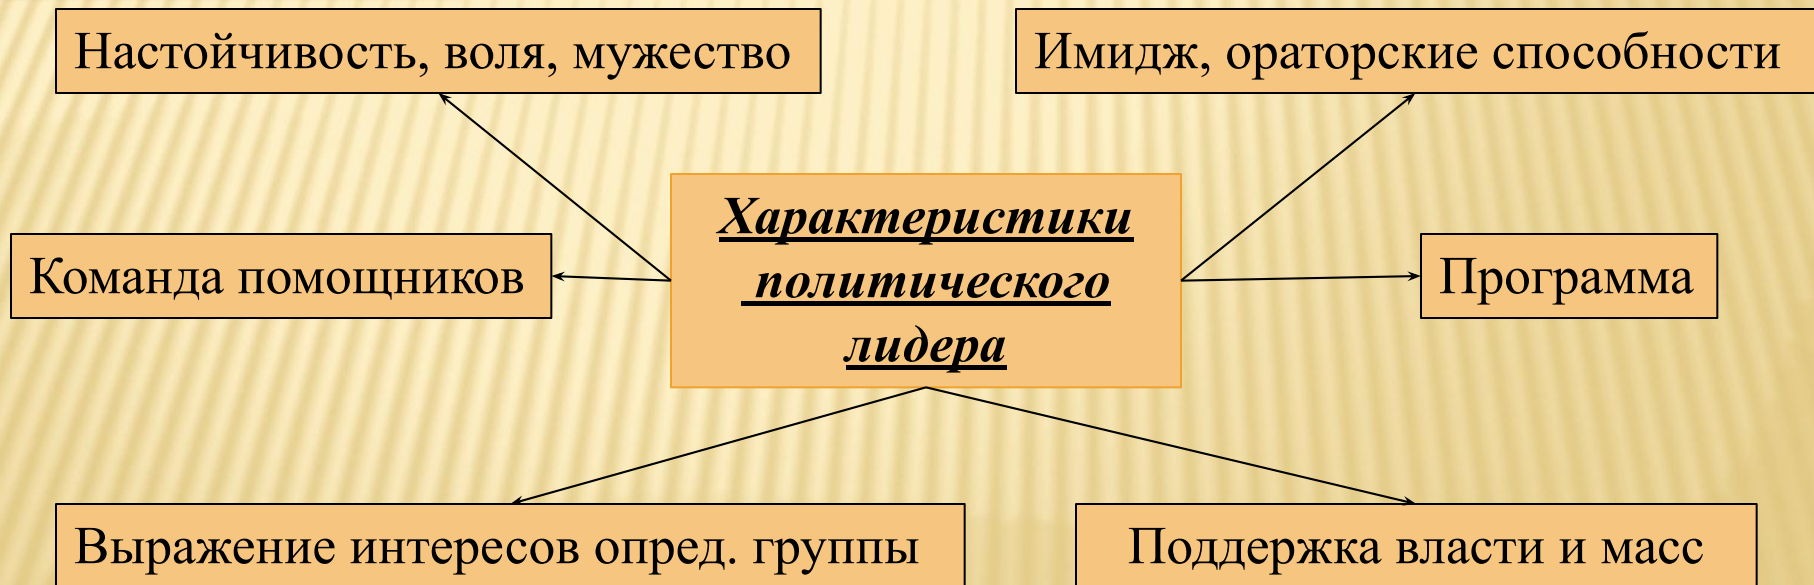 Настойчивость, воля, мужество
Имидж, ораторские способности
Характеристики
политического
лидера
Команда помощников
Программа
Выражение интересов опред. группы
Поддержка власти и масс